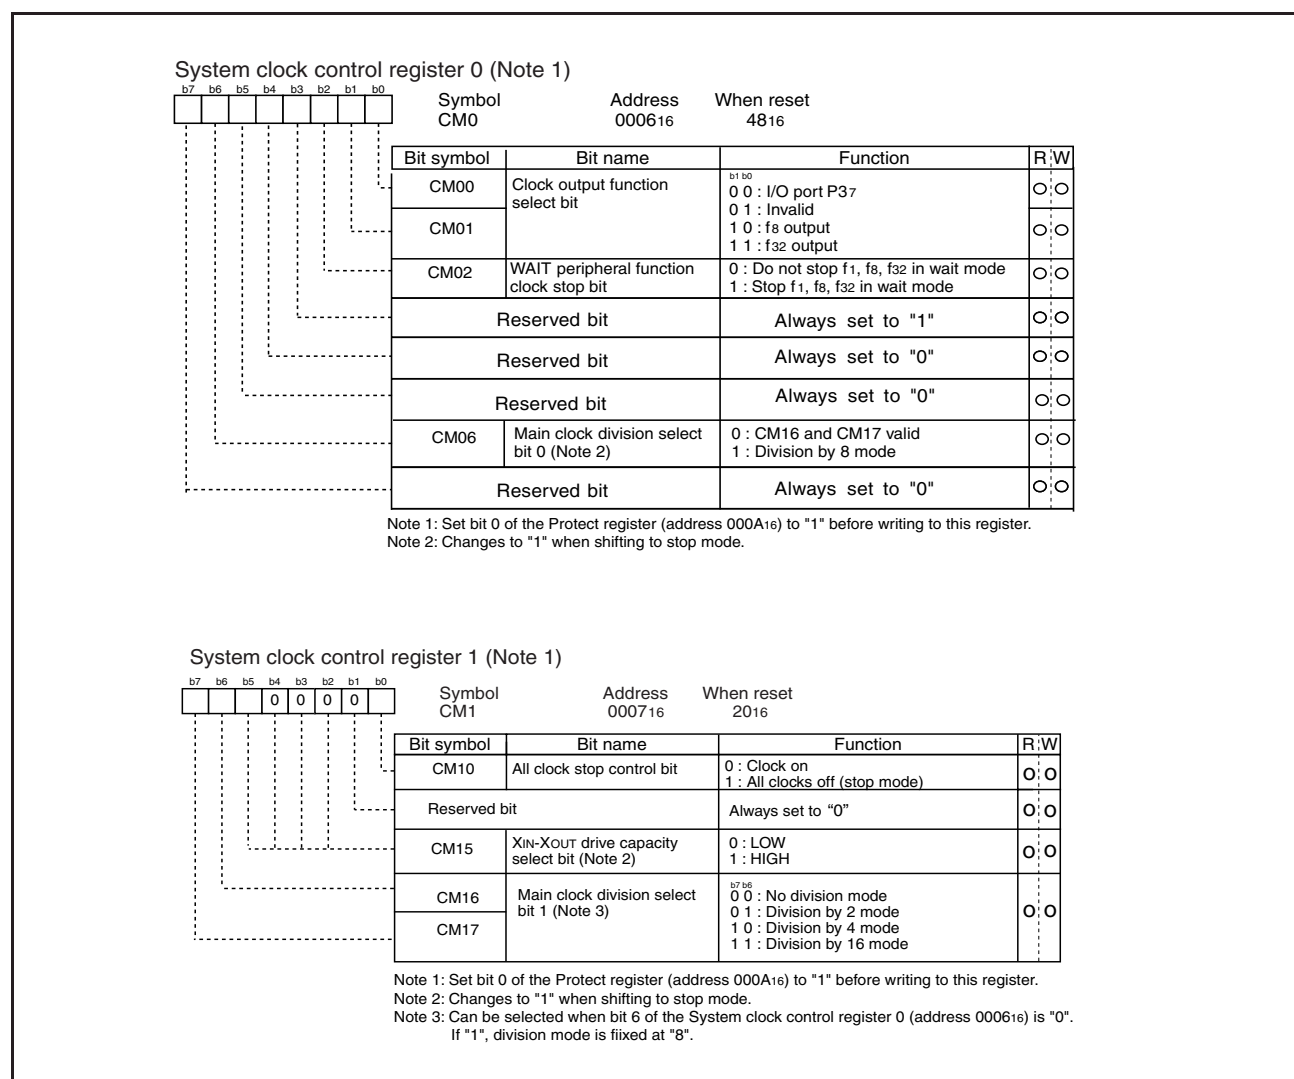 System clock control register 0 (Note 1)
b7 b6 b5 b4 b3 b2 b1 b0
Symbol Address When reset
CM0 000616 4816
Bit symbol Bit name Function R W
CM00 Clock output function select bit b1 b0
0 0 : I/O port P37
0 1 : Invalid
CM01 1 0 : f8 output
1 1 : f32 output
CM02 WAIT peripheral function 0 : Do not stop f1, f8, f32 in wait mode
clock stop bit 1 : Stop f1, f8, f32 in wait mode
Reserved bit Always set to "1"
Reserved bit Always set to "0"
Reserved bit Always set to "0"
CM06 Main clock division select 0 : CM16 and CM17 valid
bit 0 (Note 2) 1 : Division by 8 mode
Reserved bit Always set to "0"
Note 1: Set bit 0 of the Protect register (address 000A16) to "1" before writing to this register.
Note 2: Changes to "1" when shifting to stop mode.
System clock control register 1 (Note 1)
b7 b6 b5 b4 b3 b2 b1 b0
0 0 0 0
Symbol Address When reset
CM1 000716 2016
Bit symbol Bit name Function R W
CM10 All clock stop control bit 0 : Clock on
1 : All clocks off (stop mode)
Reserved bit Always set to “0”
CM15 XIN-XOUT drive capacity 0 : LOW
select bit (Note 2) 1 : HIGH
CM16 Main clock division select b7 b6
bit 1 (Note 3) 0 0 : No division mode
0 1 : Division by 2 mode
CM17 1 0 : Division by 4 mode
1 1 : Division by 16 mode
Note 1: Set bit 0 of the Protect register (address 000A16) to "1" before writing to this register.
Note 2: Changes to "1" when shifting to stop mode.
Note 3: Can be selected when bit 6 of the System clock control register 0 (address 000616) is "0".
If "1", division mode is fiixed at "8".